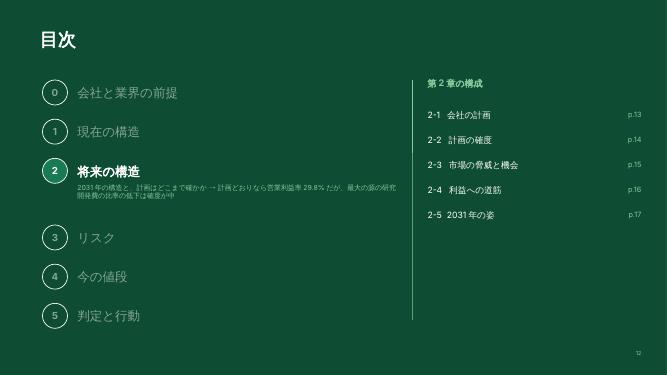 目次
0 会社と業界の前提
1 現在の構造
2 将来の構造
2031年の構造と、計画はどこまで確かか → 計画どおりなら営業利益率 29.8% だが、最大の源の研究
開発費の比率の低下は確度が中
3 リスク
4 今の値段
5 判定と行動
第 2 章の構成
2-1 会社の計画 p.13
2-2 計画の確度 p.14
2-3 市場の脅威と機会 p.15
2-4 利益への道筋 p.16
2-5 2031年の姿 p.17
12